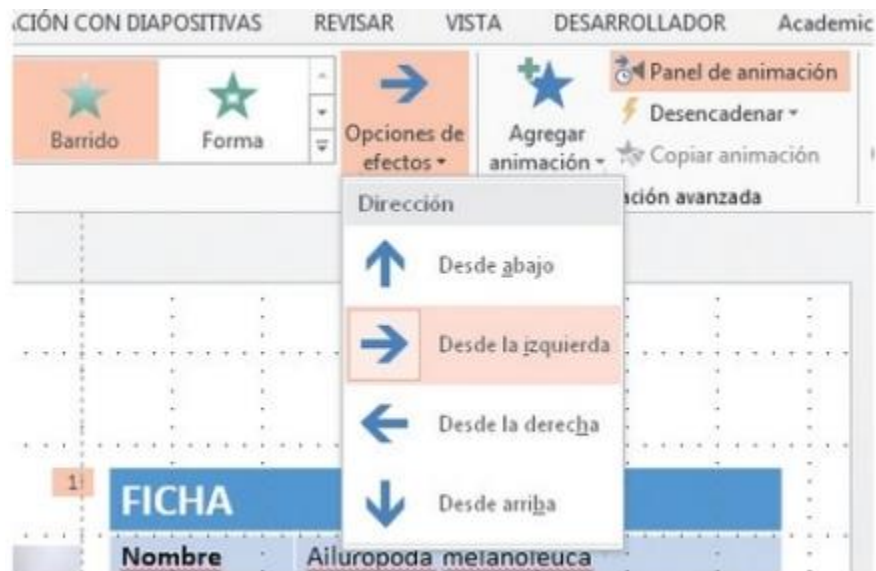 CIÓN CON DIAPOSITIVAS REVISAR VISTA DESARROLLADOR Academic
Barrido Forma Opciones de efectos Agregar animación
Panel de animación
Desencadenar
Copiar animación
ación avanzada
Dirección
Desde abajo
Desde la izquierda
Desde la derecha
Desde arriba
1
FICHA
Nombre Ailuropoda melanoleuca